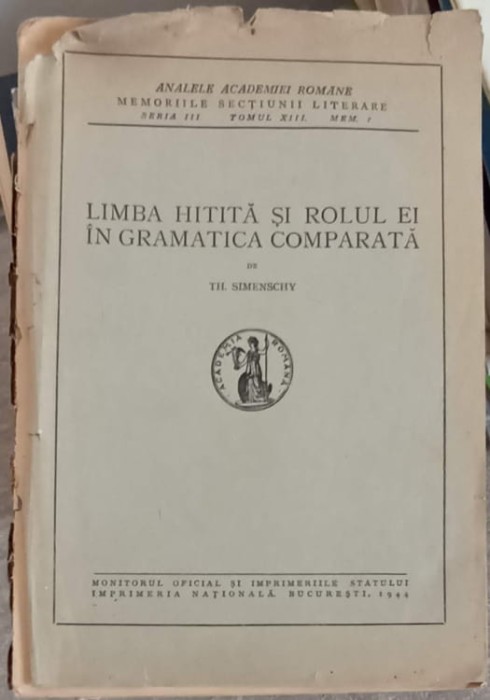 ANALELE ACADEMIEI ROMANE
MEMORIILE SECȚIUNII LITERARE
SERIA III TOMUL XIII. MEM. 1
LIMBA HITITĂ ȘI ROLUL EI
ÎN GRAMATICA COMPARATĂ
DE
TH. SIMENSCHY
ACADEMIA ROMÂNĂ
MONITORUL OFICIAL ȘI IMPRIMERIILE STATULUI
IMPRIMERIA NAȚIONALĂ. BUCUREȘTI, 1944